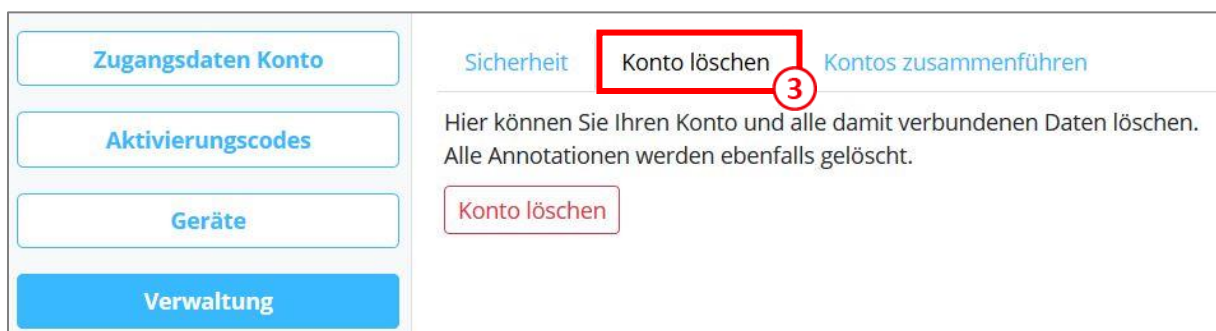 Zugangsdaten Konto
Aktivierungscodes
Geräte
Verwaltung
Sicherheit Konto löschen Kontos zusammenführen
3
Hier können Sie Ihren Konto und alle damit verbundenen Daten löschen.
Alle Annotationen werden ebenfalls gelöscht.
Konto löschen